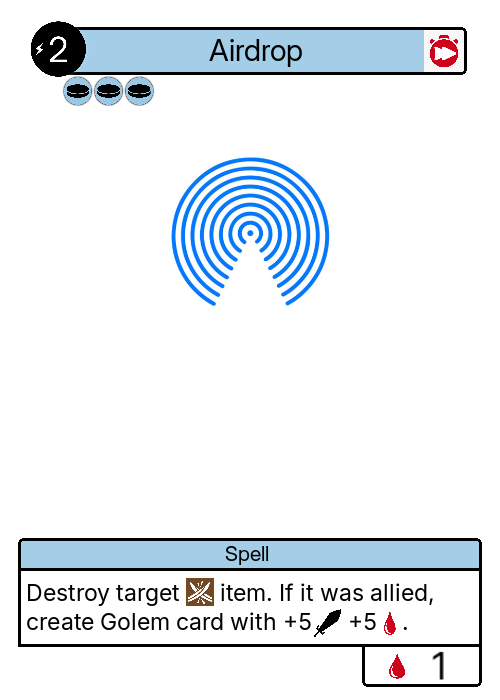 2 Airdrop
Spell
Destroy target item. If it was allied,
create Golem card with +5 +5 .
1